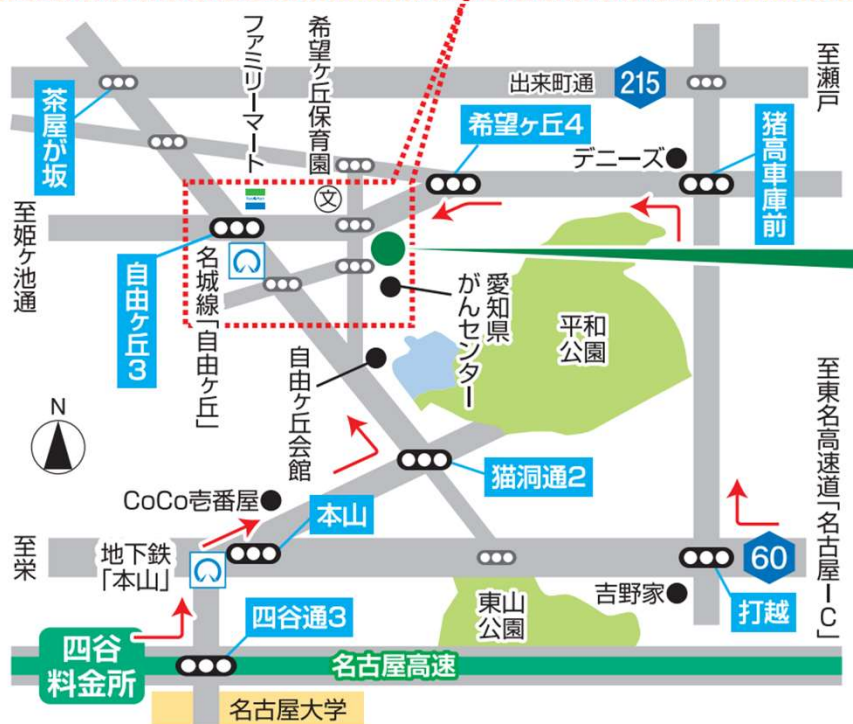 ファミリーマート
希望ヶ丘保育園
至瀬戸
茶屋が坂
出来町通
215
希望ヶ丘4
デニーズ
猪高車庫前
文
至姫ヶ池通
自由ヶ丘3
名城線「自由ヶ丘」
愛知県
がんセンター
平和
公園
自由ヶ丘会館
至東名高速道「名古屋IC」
N
猫洞通2
CoCo壱番屋
本山
至栄
地下鉄
「本山」
60
四谷通3
東山
公園
吉野家
打越
四谷
料金所
名古屋高速
名古屋大学